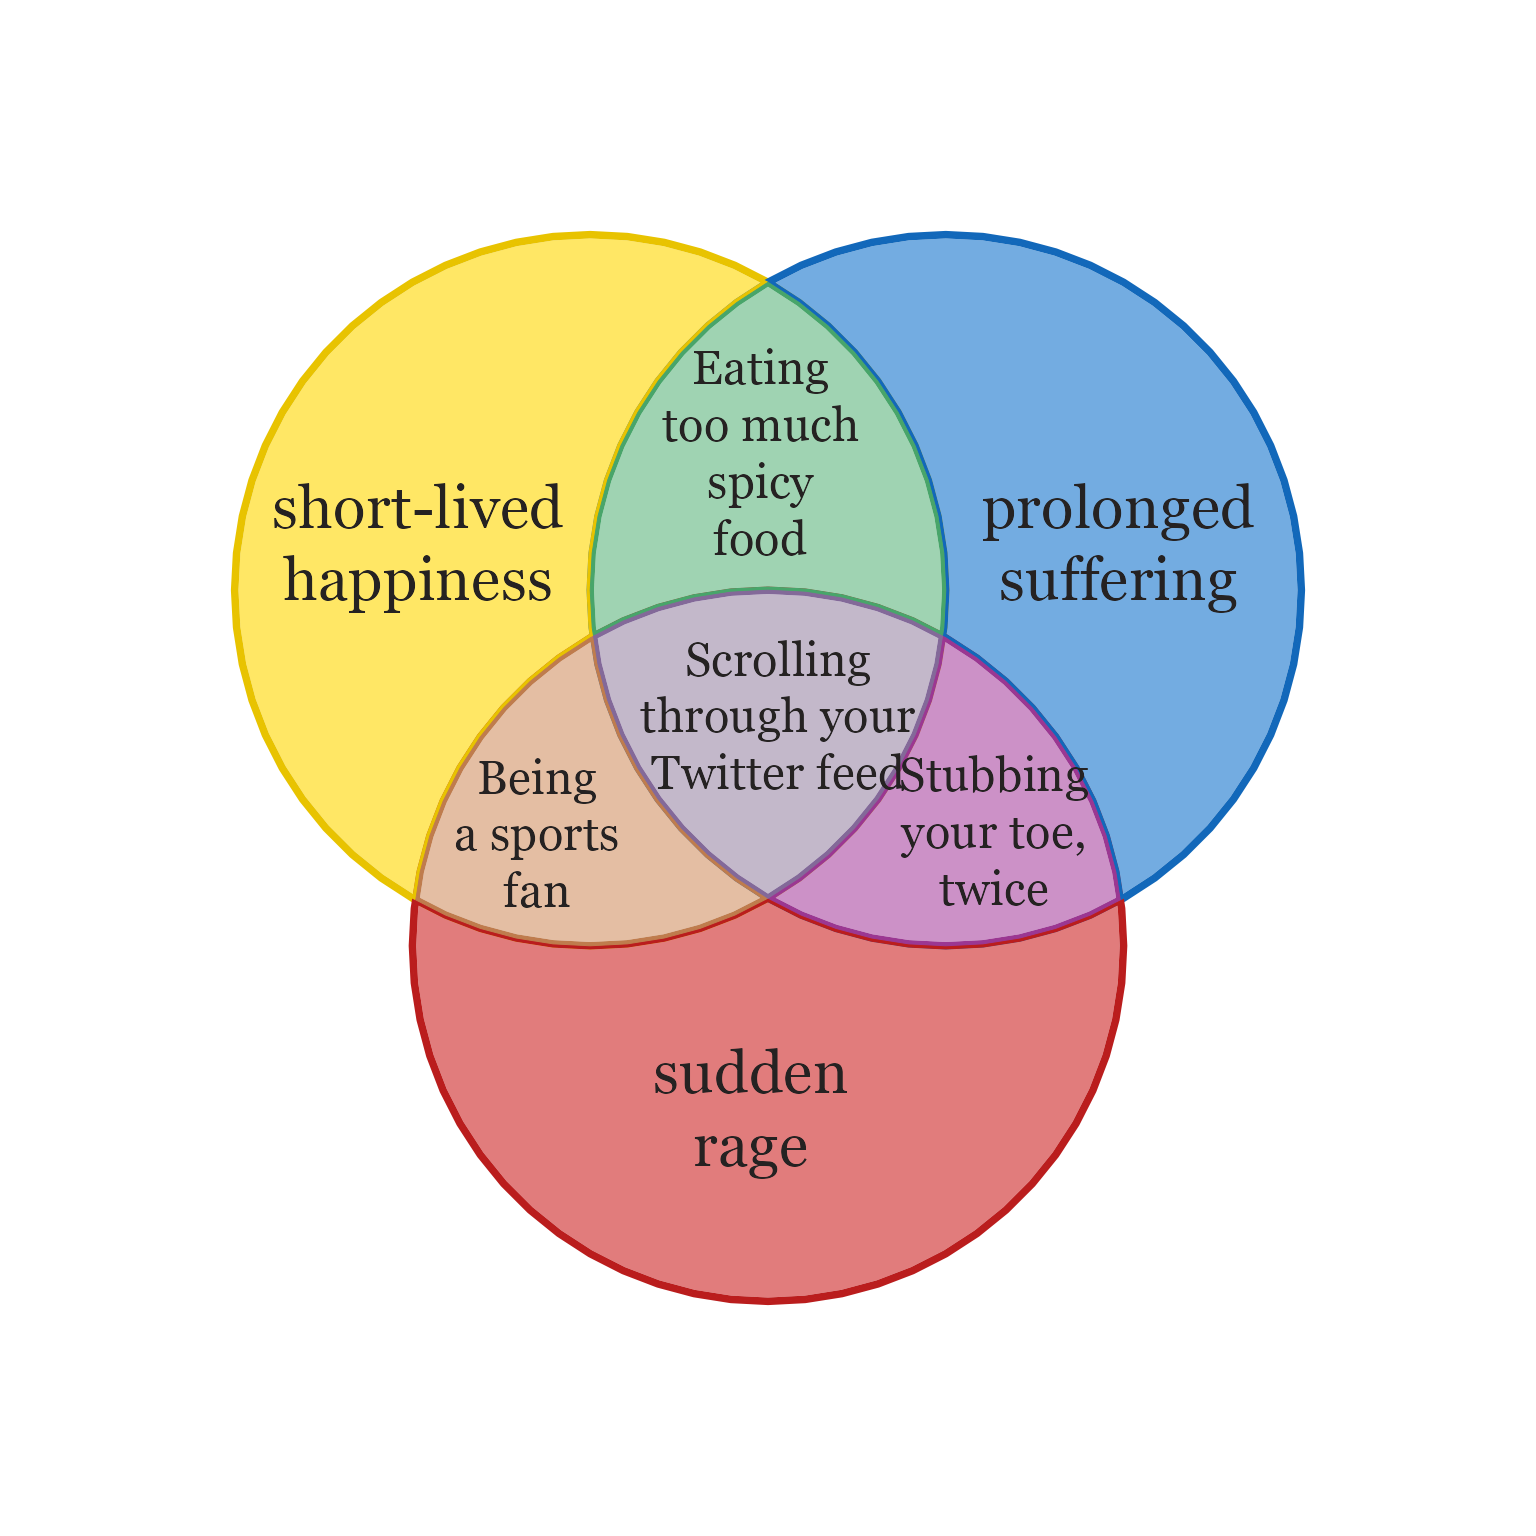 short-lived
happiness
Eating
too much
spicy
food
prolonged
suffering
Scrolling
through your
Twitter feed
Being
a sports
fan
Stubbing
your toe,
twice
sudden
rage